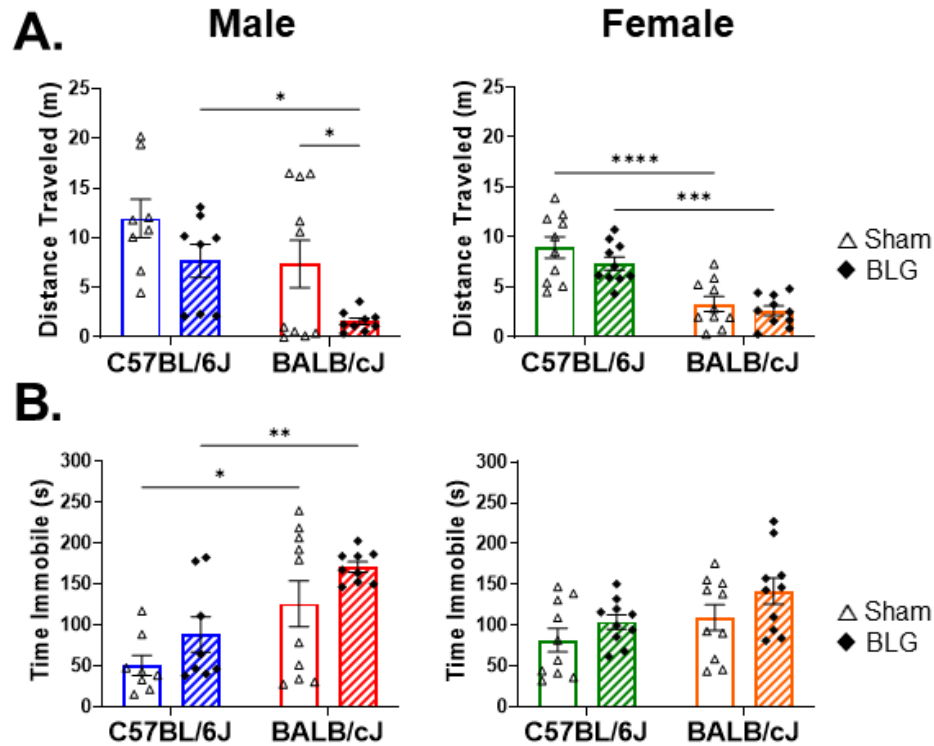 A.
Male
Female
Distance Traveled (m)
25
20
15
10
5
0
*
*
C57BL/6J BALB/cJ
Distance Traveled (m)
25
20
15
10
5
0
****
***
C57BL/6J BALB/cJ
△ Sham
◆ BLG
B.
Time Immobile (s)
300
250
200
150
100
50
0
**
*
C57BL/6J BALB/cJ
Time Immobile (s)
300
250
200
150
100
50
0
C57BL/6J BALB/cJ
△ Sham
◆ BLG